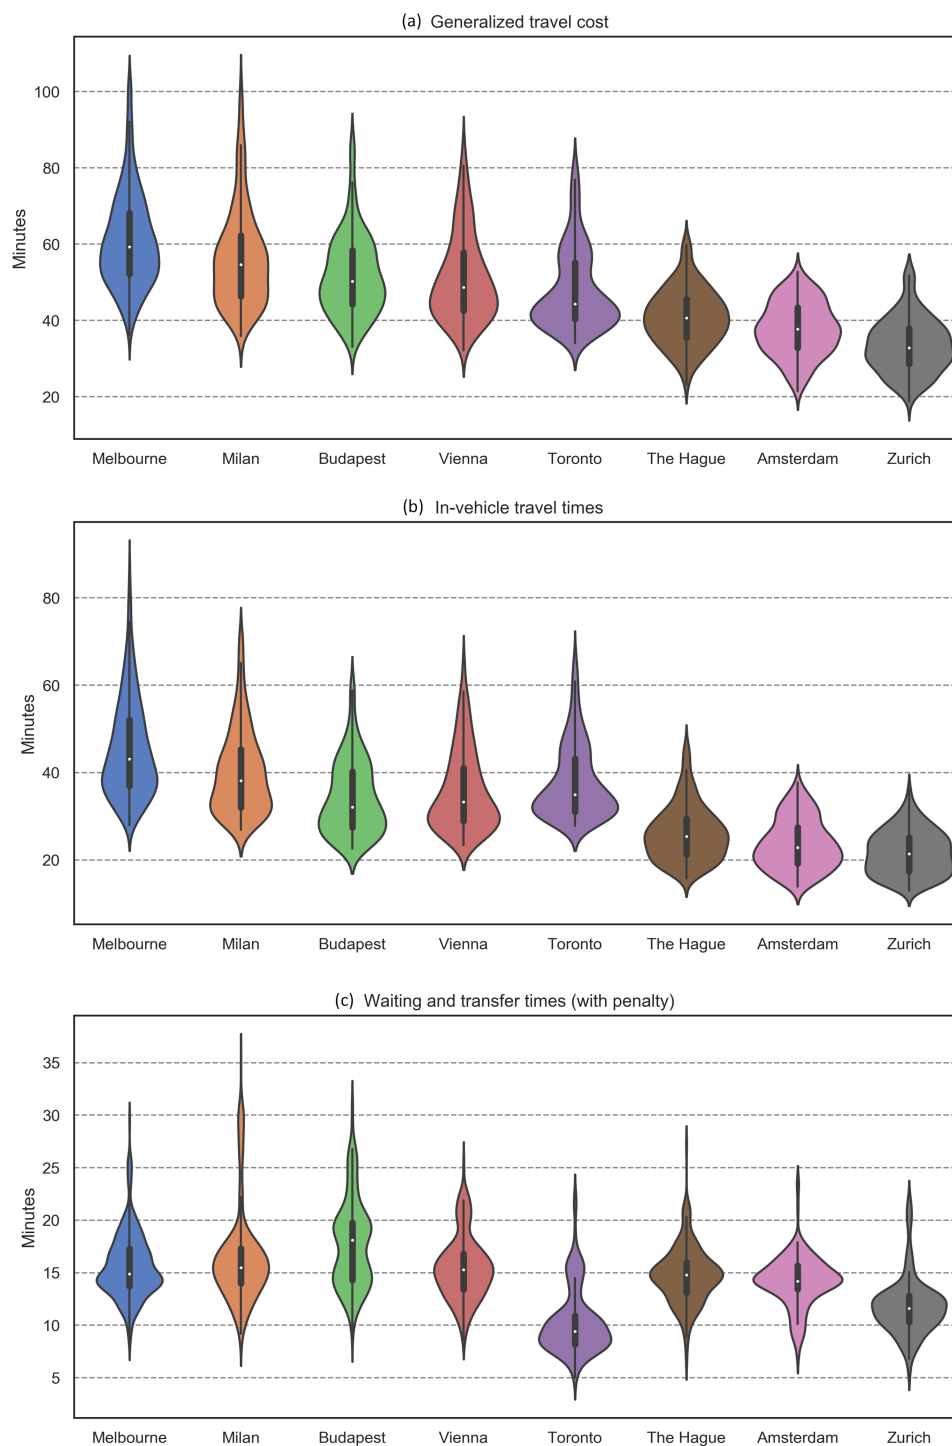 (a) Generalized travel cost
Minutes
100
80
60
40
20
Melbourne Milan Budapest Vienna Toronto The Hague Amsterdam Zurich
(b) In-vehicle travel times
Minutes
80
60
40
20
Melbourne Milan Budapest Vienna Toronto The Hague Amsterdam Zurich
(c) Waiting and transfer times (with penalty)
Minutes
35
30
25
20
15
10
5
Melbourne Milan Budapest Vienna Toronto The Hague Amsterdam Zurich